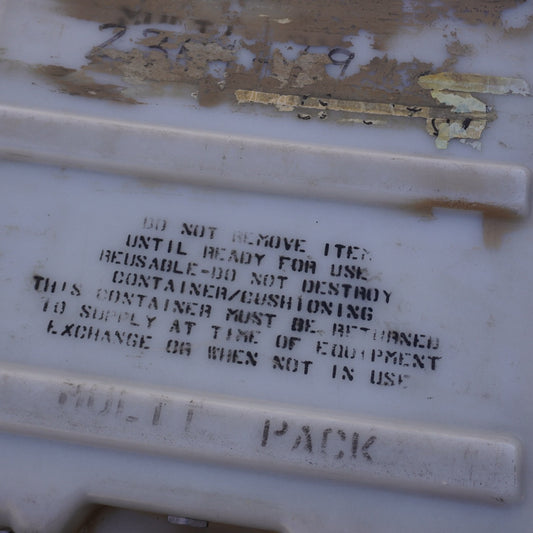 DO NOT REMOVE ITEM
UNTIL READY FOR USE
REUSABLE-DO NOT DESTROY
CONTAINER/CUSHIONING
THIS CONTAINER MUST BE RETURNED
TO SUPPLY AT TIME OF EQUIPMENT
EXCHANGE OR WHEN NOT IN USE
MULTI PACK